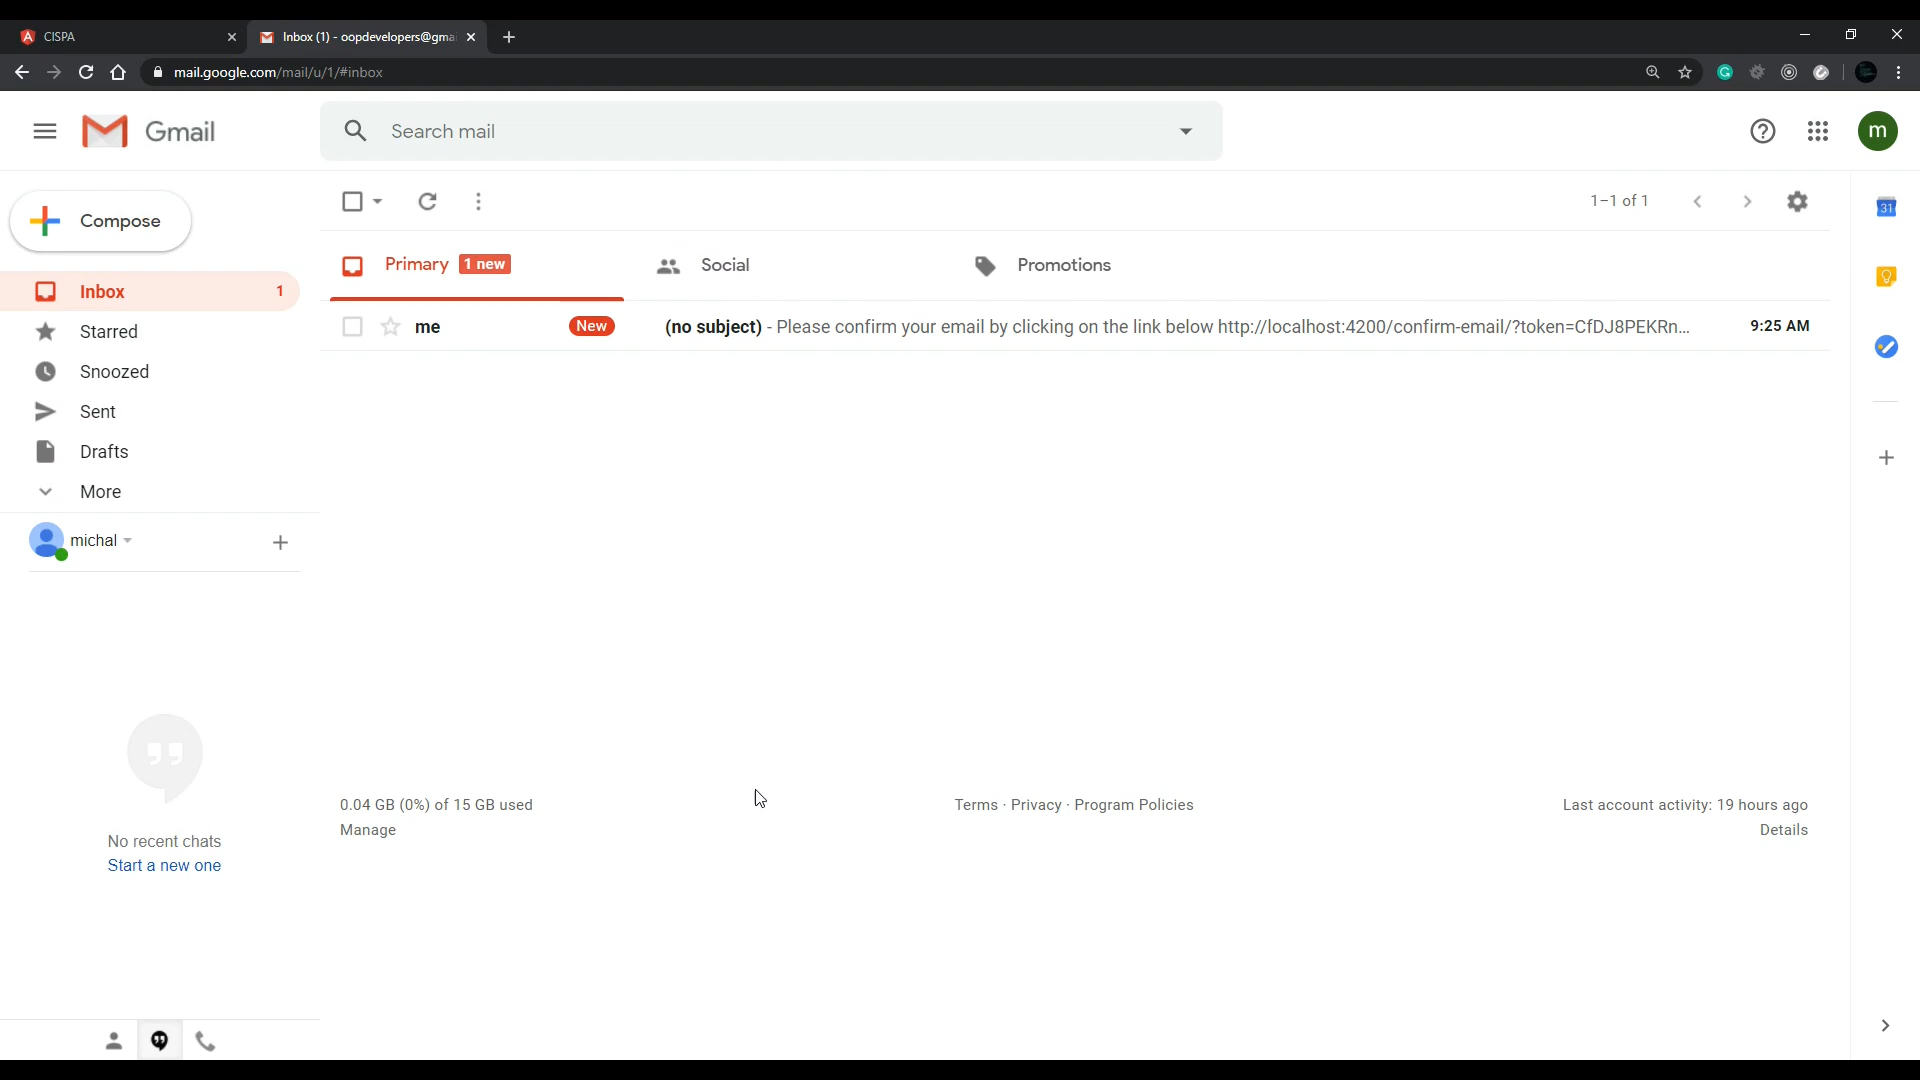 CISPA
Inbox (1) - oopdevelopers@gma
mail.google.com/mail/u/1/#inbox
Gmail
Search mail
m
Compose
1–1 of 1
31
Primary 1 new
Social
Promotions
Inbox 1
me New (no subject) - Please confirm your email by clicking on the link below http://localhost:4200/confirm-email/?token=CfDJ8PEKRn... 9:25 AM
Starred
Snoozed
Sent
Drafts
More
michal
No recent chats
Start a new one
0.04 GB (0%) of 15 GB used
Manage
Terms · Privacy · Program Policies
Last account activity: 19 hours ago
Details